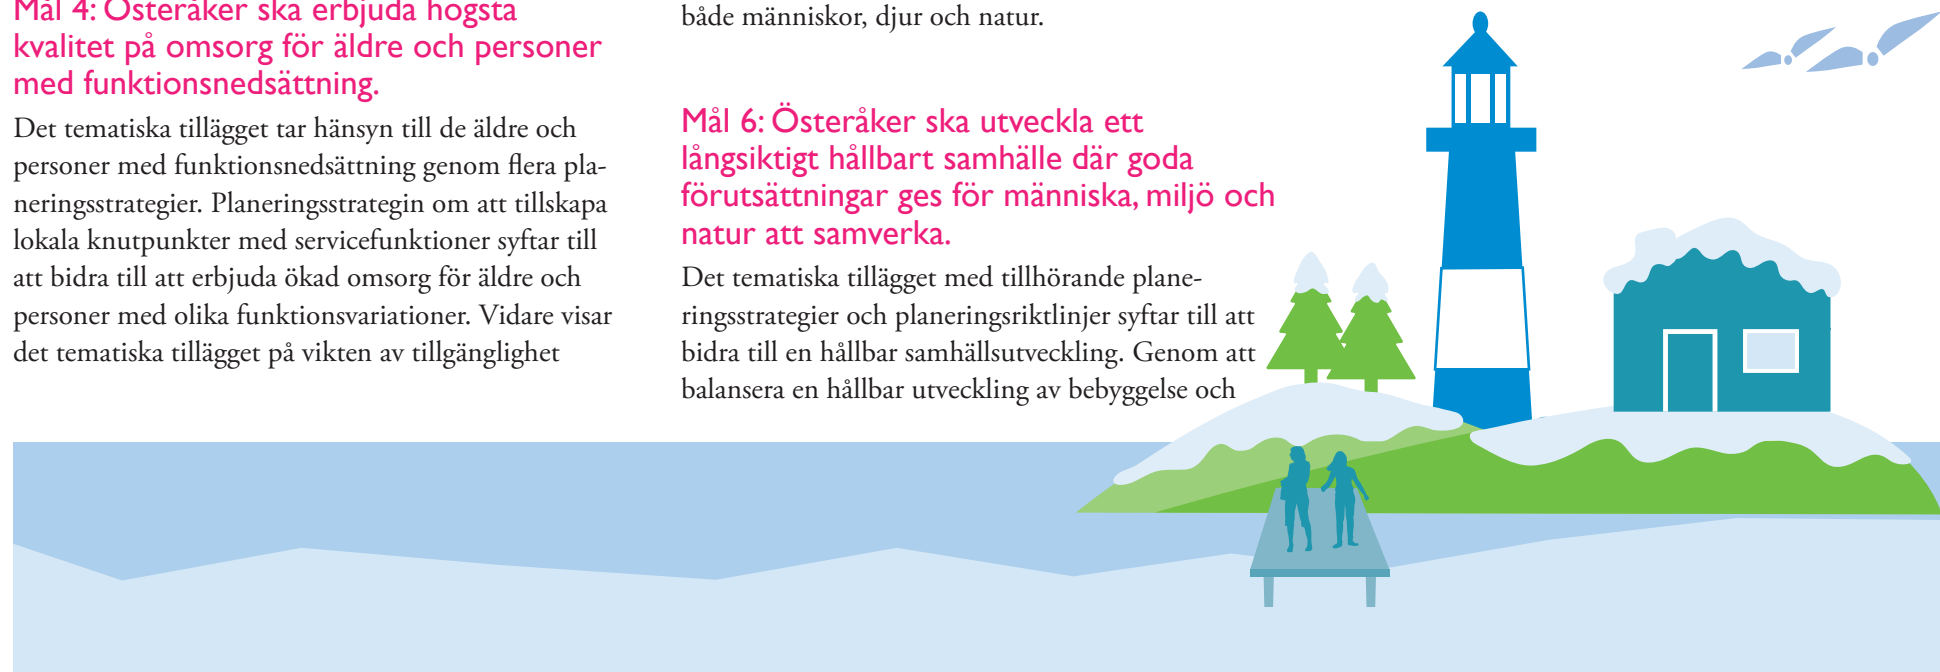 Mål 4: Österåker ska erbjuda högsta
kvalitet på omsorg för äldre och personer
med funktionsnedsättning.
Det tematiska tillägget tar hänsyn till de äldre och
personer med funktionsnedsättning genom flera pla-
neringsstrategier. Planeringsstrategin om att tillskapa
lokala knutpunkter med servicefunktioner syftar till
att bidra till att erbjuda ökad omsorg för äldre och
personer med olika funktionsvariationer. Vidare visar
det tematiska tillägget på vikten av tillgänglighet
både människor, djur och natur.
Mål 6: Österåker ska utveckla ett
långsiktigt hållbart samhälle där goda
förutsättningar ges för människa, miljö och
natur att samverka.
Det tematiska tillägget med tillhörande plane-
ringsstrategier och planeringsriktlinjer syftar till att
bidra till en hållbar samhällsutveckling. Genom att
balansera en hållbar utveckling av bebyggelse och